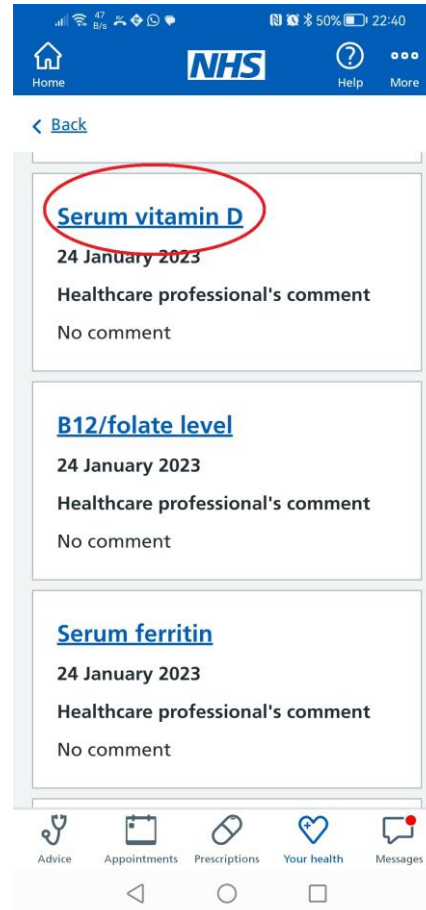 47 B/s 50% 22:40
Home NHS Help More
Back
Serum vitamin D
24 January 2023
Healthcare professional's comment
No comment
B12/folate level
24 January 2023
Healthcare professional's comment
No comment
Serum ferritin
24 January 2023
Healthcare professional's comment
No comment
Advice Appointments Prescriptions Your health Messages